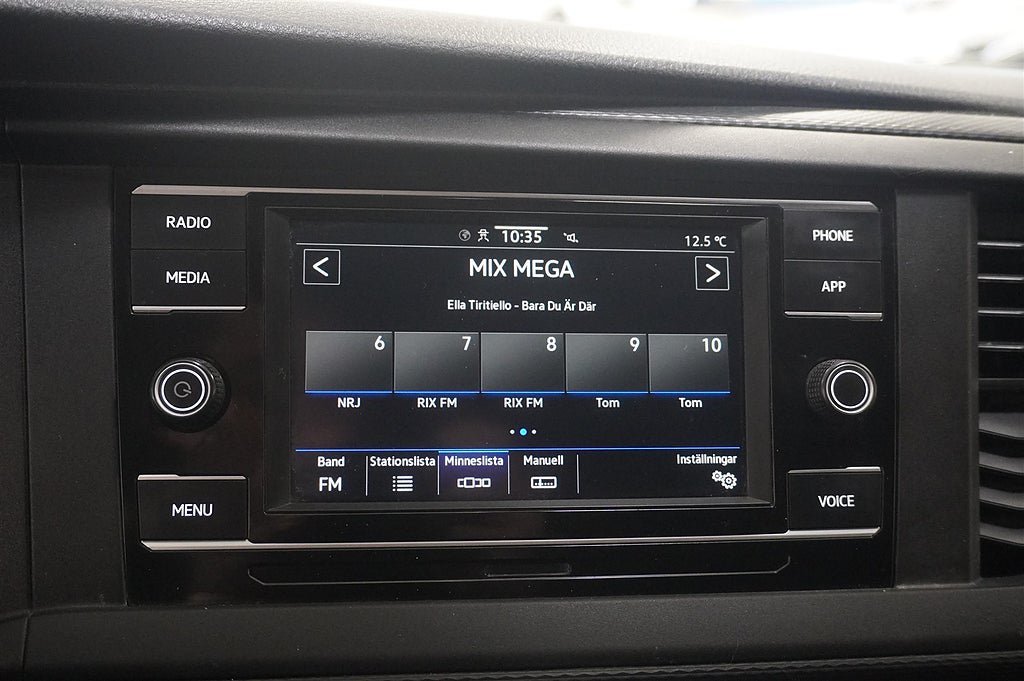 RADIO
MEDIA
MENU
10:35
12.5 °C
<
MIX MEGA
>
Ella Tiritiello - Bara Du Är Där
6 7 8 9 10
NRJ RIX FM RIX FM Tom Tom
Band Stationslista Minneslista Manuell Inställningar
FM
PHONE
APP
VOICE